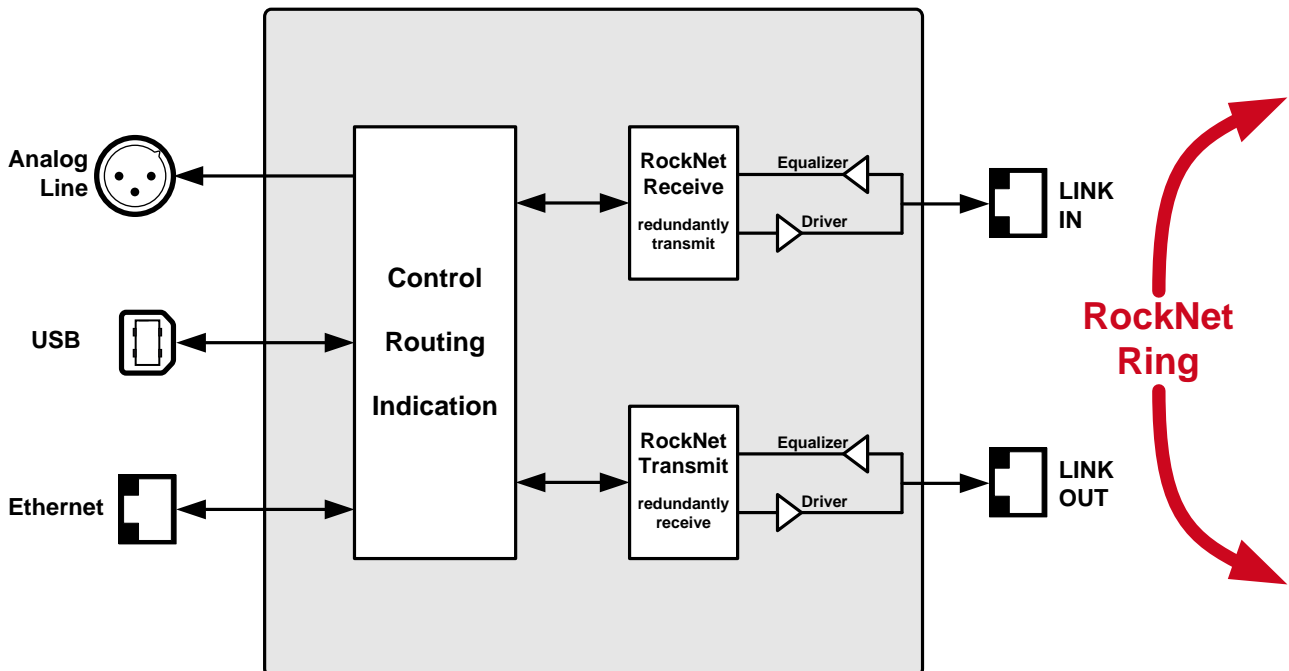 Analog
Line
USB
Ethernet
Control
Routing
Indication
RockNet
Receive
redundantly
transmit
Equalizer
Driver
LINK
IN
RockNet
Transmit
redundantly
receive
Equalizer
Driver
LINK
OUT
RockNet
Ring